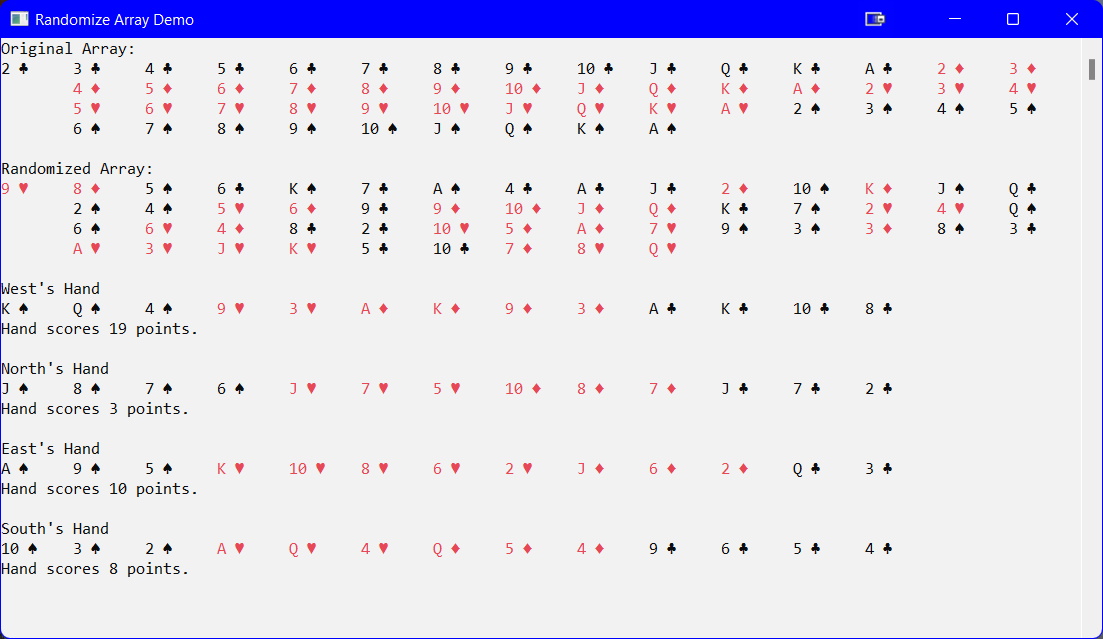 Randomize Array Demo
Original Array:
2 ♣ 3 ♣ 4 ♣ 5 ♣ 6 ♣ 7 ♣ 8 ♣ 9 ♣ 10 ♣ J ♣ Q ♣ K ♣ A ♣ 2 ♦ 3 ♦
4 ♦ 5 ♦ 6 ♦ 7 ♦ 8 ♦ 9 ♦ 10 ♦ J ♦ Q ♦ K ♦ A ♦ 2 ♥ 3 ♥ 4 ♥
5 ♥ 6 ♥ 7 ♥ 8 ♥ 9 ♥ 10 ♥ J ♥ Q ♥ K ♥ A ♥ 2 ♠ 3 ♠ 4 ♠ 5 ♠
6 ♠ 7 ♠ 8 ♠ 9 ♠ 10 ♠ J ♠ Q ♠ K ♠ A ♠
Randomized Array:
9 ♥ 8 ♦ 5 ♠ 6 ♣ K ♠ 7 ♣ A ♠ 4 ♣ A ♣ J ♣ 2 ♦ 10 ♠ K ♦ J ♠ Q ♣
2 ♠ 4 ♠ 5 ♥ 6 ♦ 9 ♣ 9 ♦ 10 ♦ J ♦ Q ♦ K ♣ 7 ♠ 2 ♥ 4 ♥ Q ♠
6 ♠ 6 ♥ 4 ♦ 8 ♣ 2 ♣ 10 ♥ 5 ♦ A ♦ 7 ♥ 9 ♠ 3 ♠ 3 ♦ 8 ♠ 3 ♣
A ♥ 3 ♥ J ♥ K ♥ 5 ♣ 10 ♣ 7 ♦ 8 ♥ Q ♥
West's Hand
K ♠ Q ♠ 4 ♠ 9 ♥ 3 ♥ A ♦ K ♦ 9 ♦ 3 ♦ A ♣ K ♣ 10 ♣ 8 ♣
Hand scores 19 points.
North's Hand
J ♠ 8 ♠ 7 ♠ 6 ♠ J ♥ 7 ♥ 5 ♥ 10 ♦ 8 ♦ 7 ♦ J ♣ 7 ♣ 2 ♣
Hand scores 3 points.
East's Hand
A ♠ 9 ♠ 5 ♠ K ♥ 10 ♥ 8 ♥ 6 ♥ 2 ♥ J ♦ 6 ♦ 2 ♦ Q ♣ 3 ♣
Hand scores 10 points.
South's Hand
10 ♠ 3 ♠ 2 ♠ A ♥ Q ♥ 4 ♥ Q ♦ 5 ♦ 4 ♦ 9 ♣ 6 ♣ 5 ♣ 4 ♣
Hand scores 8 points.